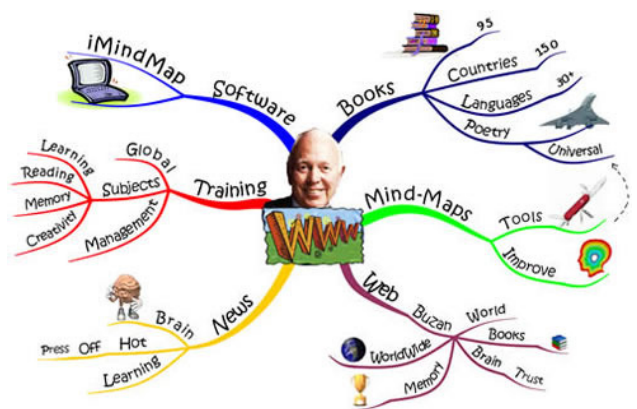 iMindMap
Software
Books
95
Countries
150
Languages
30+
Poetry
Universal
Training
Global
Subjects
Learning
Reading
Memory
Creativity
Management
Mind-Maps
Tools
Improve
WWW
News
Brain
Hot
Off
Press
Learning
Web
Buzan
World
Books
Brain
Trust
WorldWide
Memory